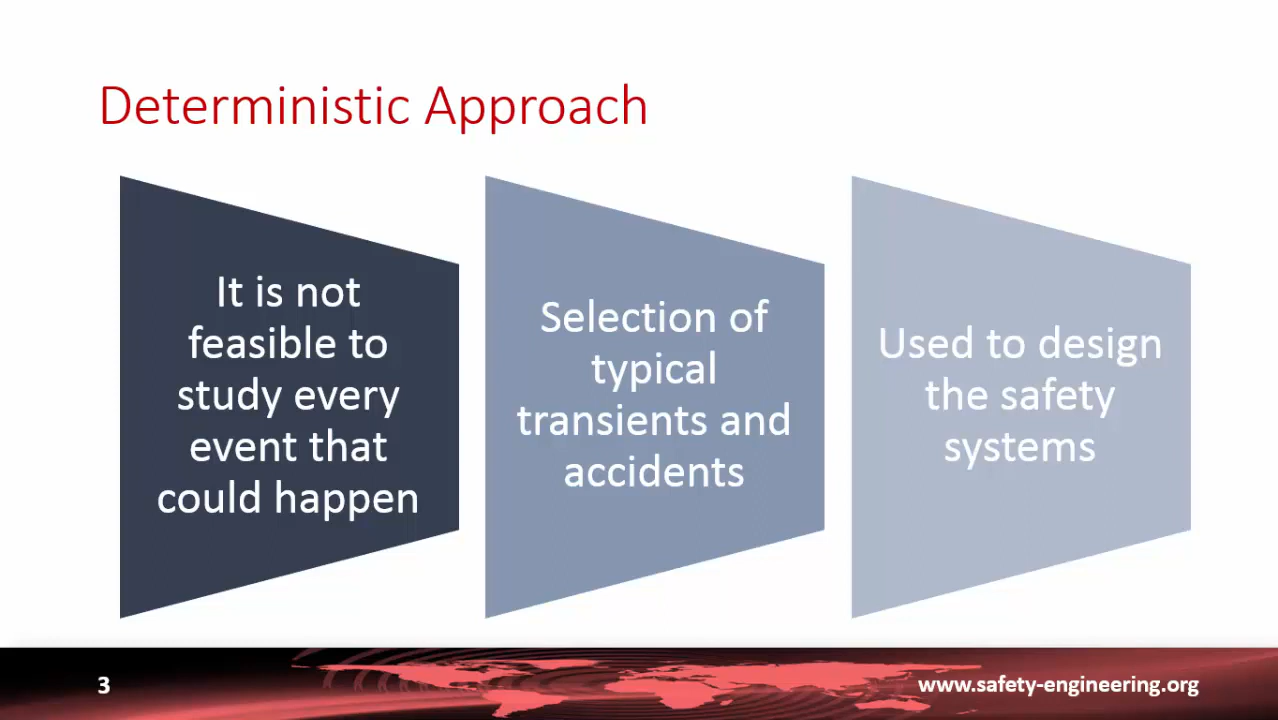 Deterministic Approach
It is not
feasible to
study every
event that
could happen
Selection of
typical
transients and
accidents
Used to design
the safety
systems
3
www.safety-engineering.org